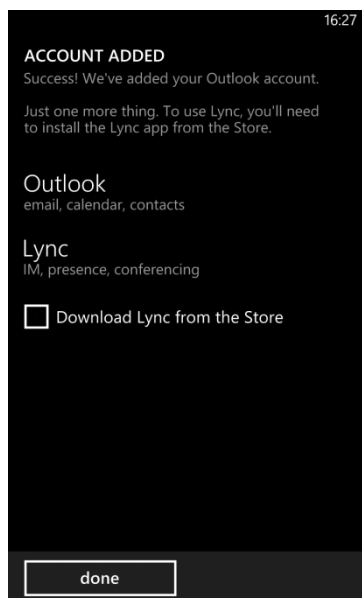 16:27
ACCOUNT ADDED
Success! We've added your Outlook account.
Just one more thing. To use Lync, you'll need
to install the Lync app from the Store.
Outlook
email, calendar, contacts
Lync
IM, presence, conferencing
Download Lync from the Store
done